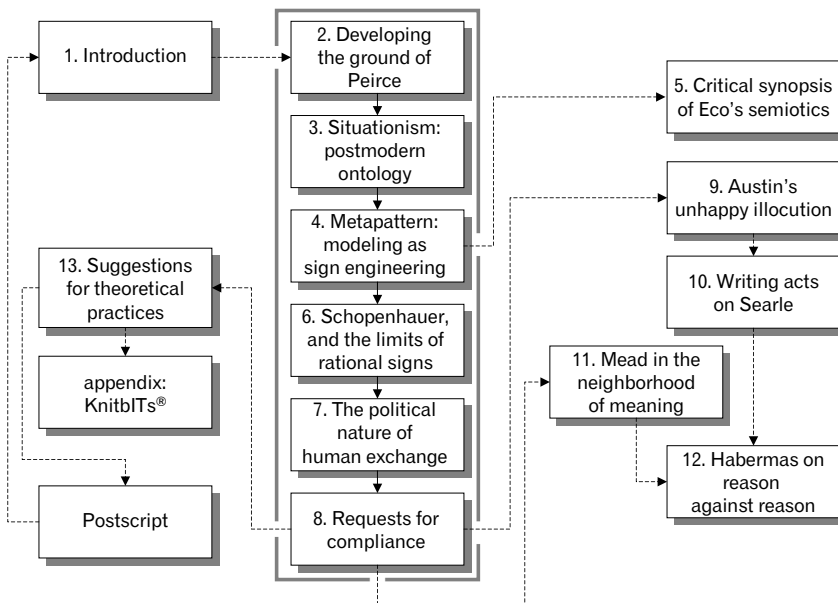 1. Introduction
2. Developing
the ground of
Peirce
3. Situationism:
postmodern
ontology
4. Metapattern:
modeling as
sign engineering
5. Critical synopsis
of Eco’s semiotics
6. Schopenhauer,
and the limits of
rational signs
7. The political
nature of
human exchange
8. Requests for
compliance
9. Austin’s
unhappy illocution
10. Writing acts
on Searle
11. Mead in the
neighborhood
of meaning
12. Habermas on
reason
against reason
13. Suggestions
for theoretical
practices
appendix:
KnitbITs®
Postscript